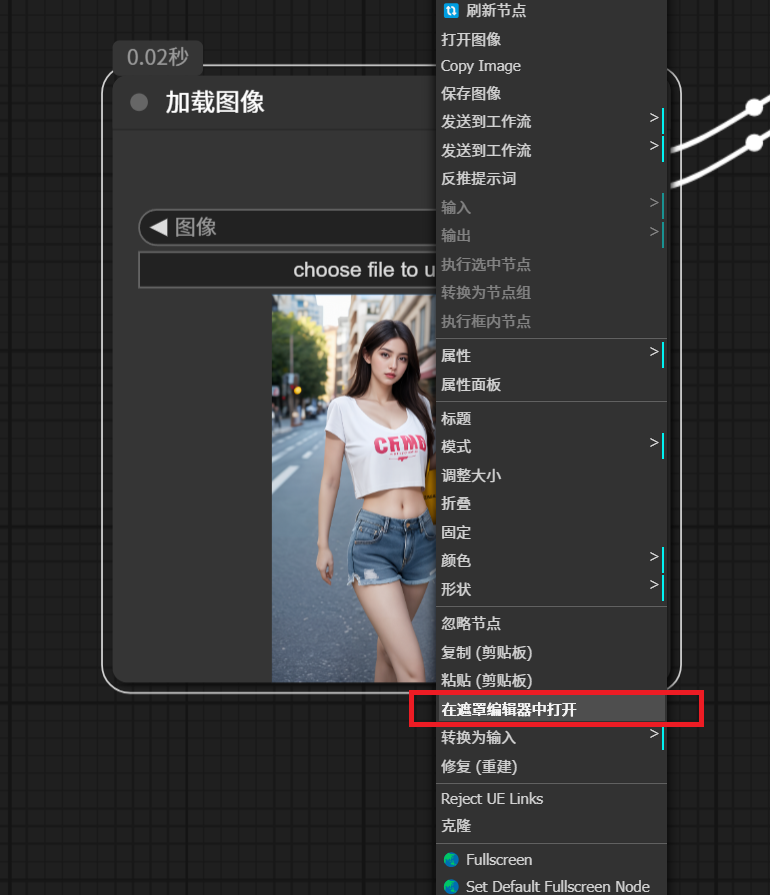 0.02秒
加载图像
图像
choose file to u
CFMD
刷新节点
打开图像
Copy Image
保存图像
发送到工作流 >
发送到工作流 >
反推提示词
输入 >
输出 >
执行选中节点
转换为节点组
执行框内节点
属性 >
属性面板
标题
模式 >
调整大小
折叠
固定
颜色 >
形状 >
忽略节点
复制 (剪贴板)
粘贴 (剪贴板)
在遮罩编辑器中打开
转换为输入 >
修复 (重建)
Reject UE Links
克隆
Fullscreen
Set Default Fullscreen Node